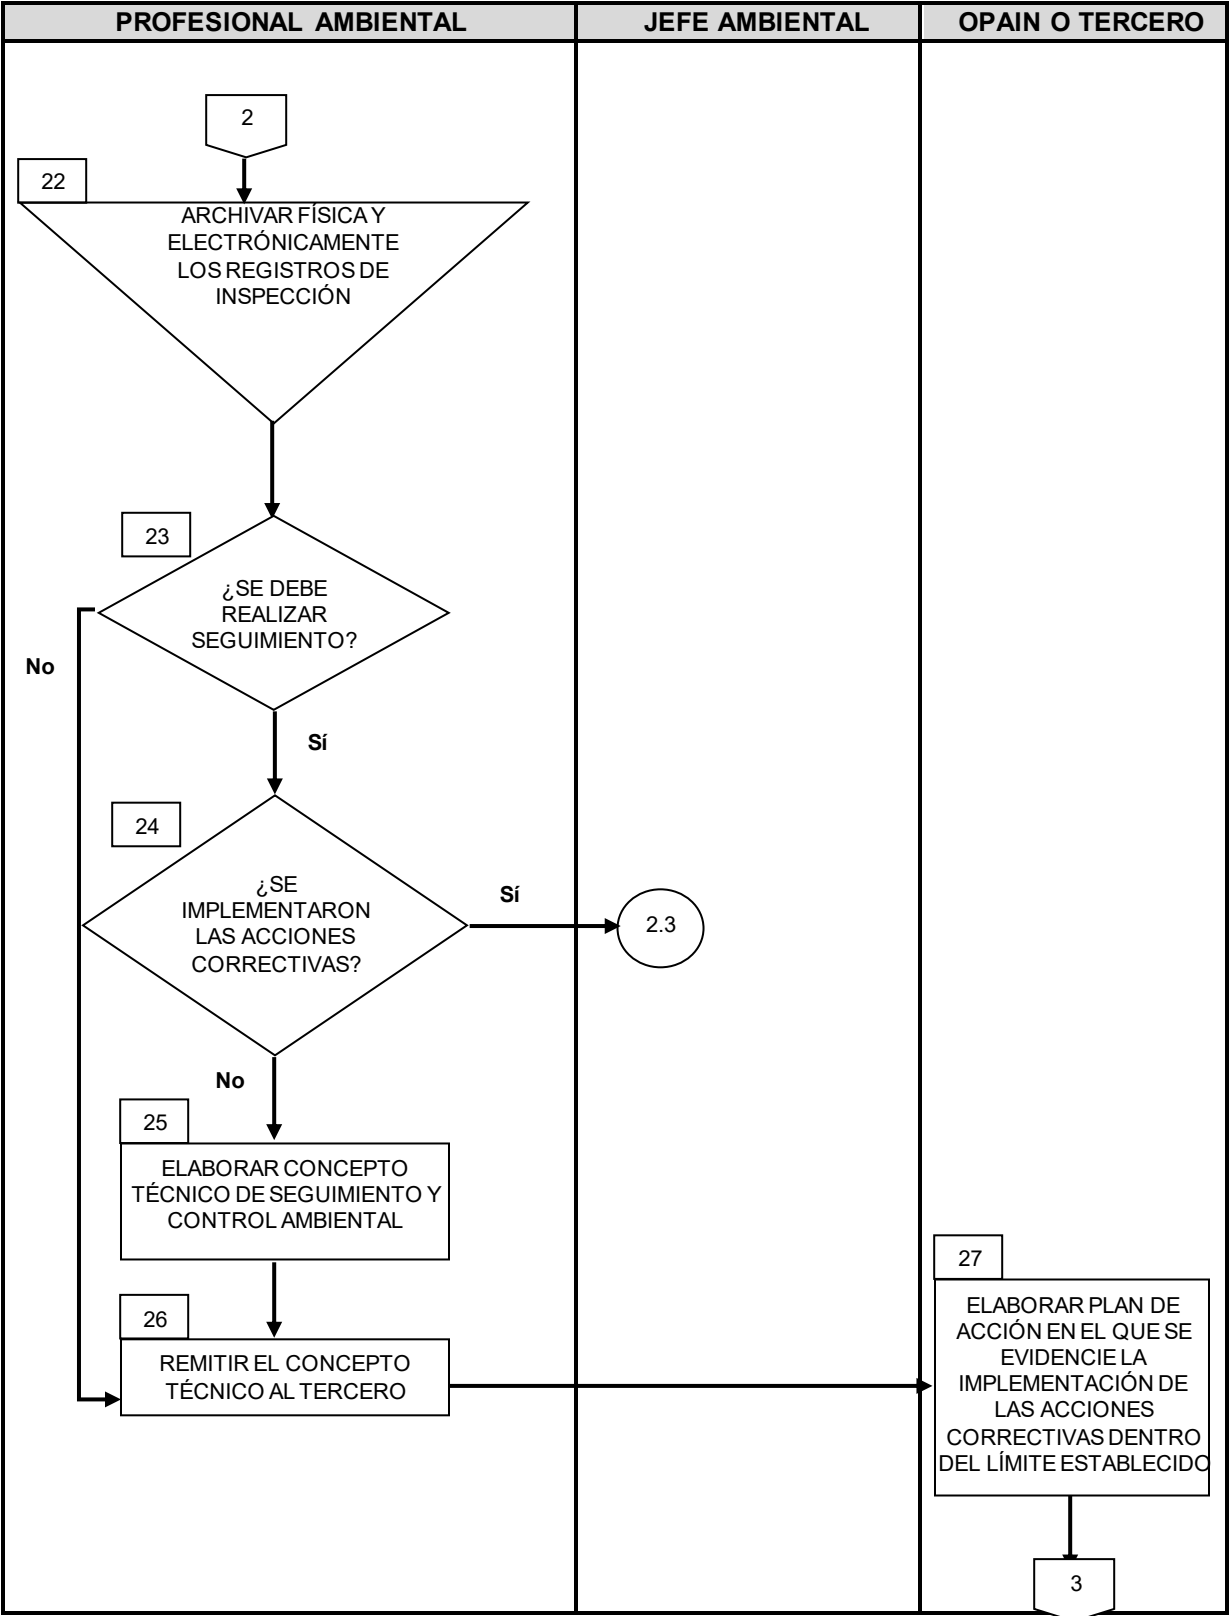 PROFESIONAL AMBIENTAL
JEFE AMBIENTAL
OPAIN O TERCERO
2
22
ARCHIVAR FÍSICA Y
ELECTRÓNICAMENTE
LOS REGISTROS DE
INSPECCIÓN
23
¿SE DEBE
REALIZAR
SEGUIMIENTO?
No
Sí
24
¿SE
IMPLEMENTARON
LAS ACCIONES
CORRECTIVAS?
Sí
2.3
No
25
ELABORAR CONCEPTO
TÉCNICO DE SEGUIMIENTO Y
CONTROL AMBIENTAL
26
REMITIR EL CONCEPTO
TÉCNICO AL TERCERO
27
ELABORAR PLAN DE
ACCIÓN EN EL QUE SE
EVIDENCIE LA
IMPLEMENTACIÓN DE
LAS ACCIONES
CORRECTIVAS DENTRO
DEL LÍMITE ESTABLECIDO
3